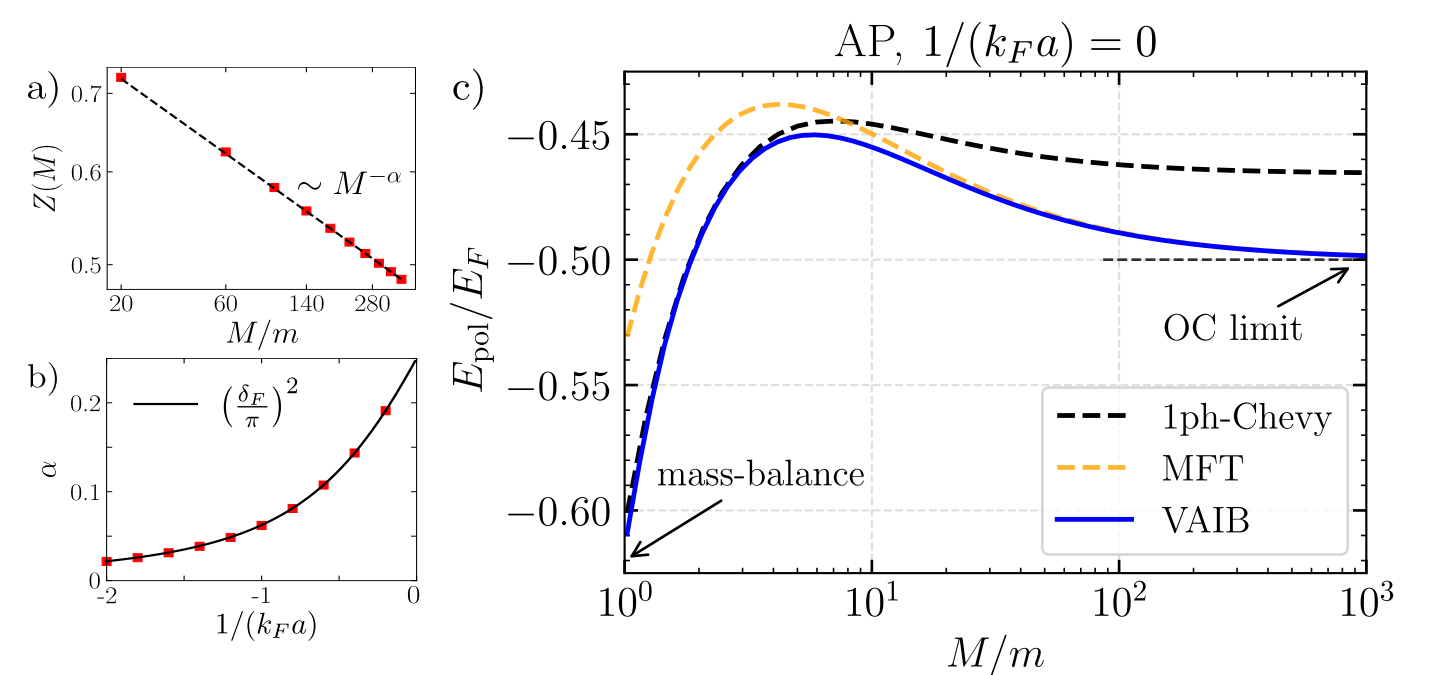 a)
Z(M)
0.7
0.6
0.5
∼ M^{−α}
20 60 140 280
M/m
b)
α
0.2
0.1
0
(δ_F/π)^2
-2 -1 0
1/(k_F a)
c)
AP, 1/(k_F a) = 0
E_pol/E_F
−0.45
−0.50
−0.55
−0.60
OC limit
mass-balance
1ph-Chevy
MFT
VAIB
10^0 10^1 10^2 10^3
M/m